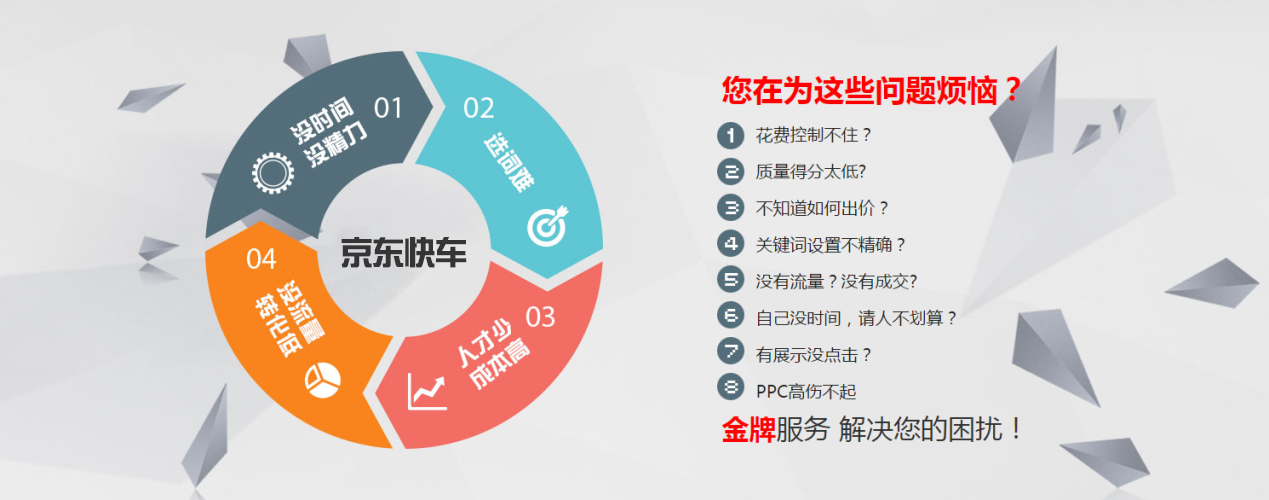 01
没时间
没精力
02
选词难
03
人才少
成本高
04
没流量
转化低
京东快车
您在为这些问题烦恼？
1 花费控制不住？
2 质量得分太低?
3 不知道如何出价？
4 关键词设置不精确？
5 没有流量？没有成交?
6 自己没时间，请人不划算？
7 有展示没点击？
8 PPC高伤不起
金牌服务 解决您的困扰！